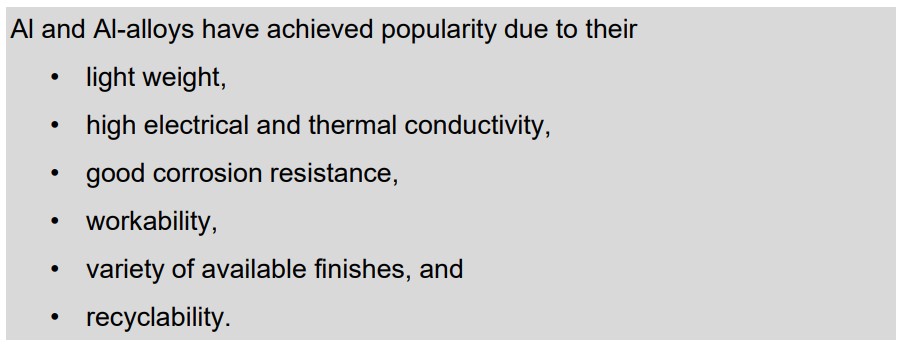 Al and Al-alloys have achieved popularity due to their
• light weight,
• high electrical and thermal conductivity,
• good corrosion resistance,
• workability,
• variety of available finishes, and
• recyclability.